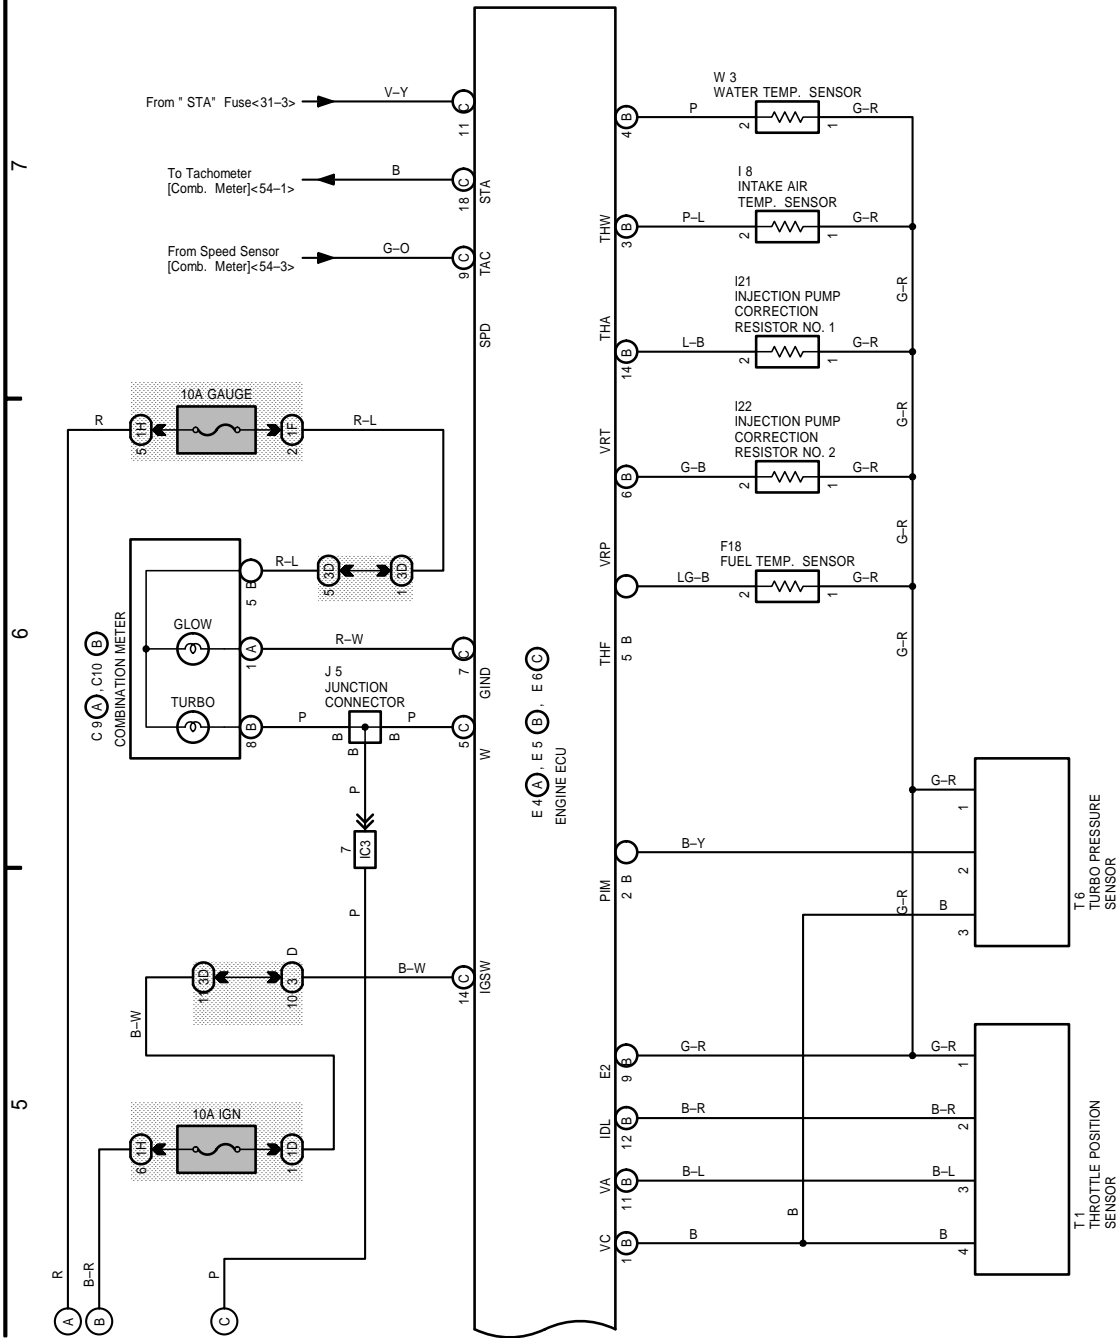 7
6
5
From " STA" Fuse<31–3>
V–Y
11 C
STA
To Tachometer
[Comb. Meter]<54–1>
B
18 C
TAC
From Speed Sensor
[Comb. Meter]<54–3>
G–O
9 C
SPD
10A GAUGE
R
5 1H
2 1F
R–L
R–L
5 3D
1 3D
5 B
GLOW
1 A
R–W
7 C
GIND
TURBO
8 B
P
J 5
JUNCTION
CONNECTOR
B
B
B
P
5 C
W
C 9 A , C10 B
COMBINATION METER
P
7 IC3
P
11 3D
10 3 D
B–W
14 C
IGSW
B–W
10A IGN
6 1H
1 1D
R
B–R
P
A
B
C
E 4 A , E 5 B , E 6 C
ENGINE ECU
W 3
WATER TEMP. SENSOR
4 B
P
2
1
G–R
THW
I 8
INTAKE AIR
TEMP. SENSOR
3 B
P–L
2
1
G–R
G–R
THA
I21
INJECTION PUMP
CORRECTION
RESISTOR NO. 1
14 B
L–B
2
1
G–R
G–R
VRT
I22
INJECTION PUMP
CORRECTION
RESISTOR NO. 2
6 B
G–B
2
1
G–R
G–R
VRP
F18
FUEL TEMP. SENSOR
LG–B
2
1
G–R
G–R
THF
5 B
G–R
1
B–Y
2
PIM
2 B
G–R
B
3
T 6
TURBO PRESSURE
SENSOR
E2
9 B
G–R
G–R
1
IDL
12 B
B–R
B–R
2
VA
11 B
B–L
B–L
3
B
VC
1 B
B
B
4
T 1
THROTTLE POSITION
SENSOR